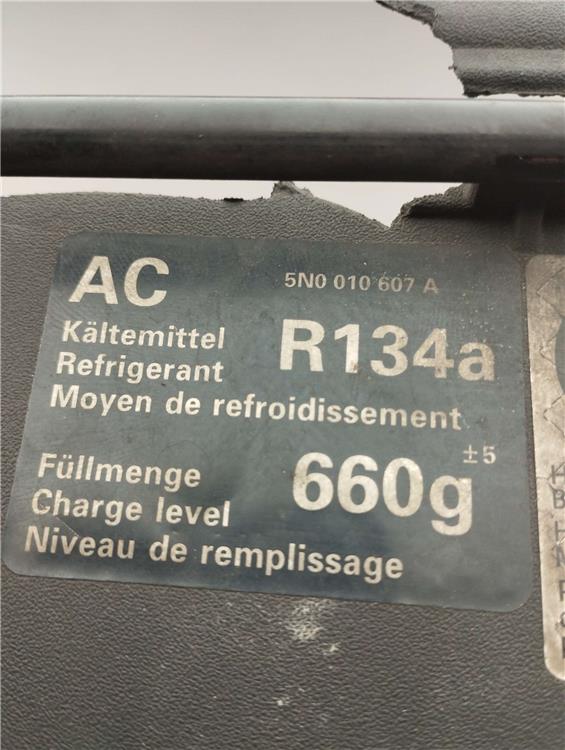 AC
5N0 010 607 A
Kältemittel
Refrigerant
R134a
Moyen de refroidissement
Füllmenge
Charge level
660g ±5
Niveau de remplissage